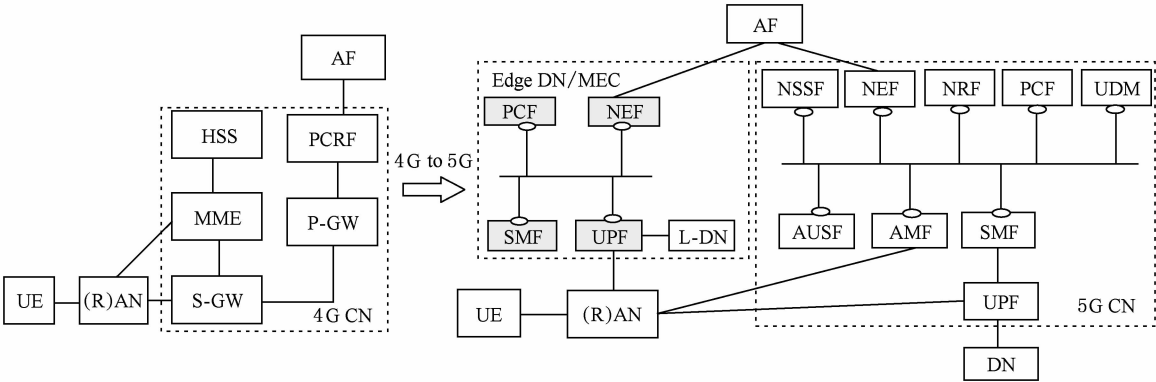 AF
HSS
PCRF
MME
P-GW
UE
(R)AN
S-GW
4G CN
4G to 5G
AF
Edge DN/MEC
PCF
NEF
SMF
UPF
L-DN
UE
(R)AN
NSSF
NEF
NRF
PCF
UDM
AUSF
AMF
SMF
UPF
5G CN
DN